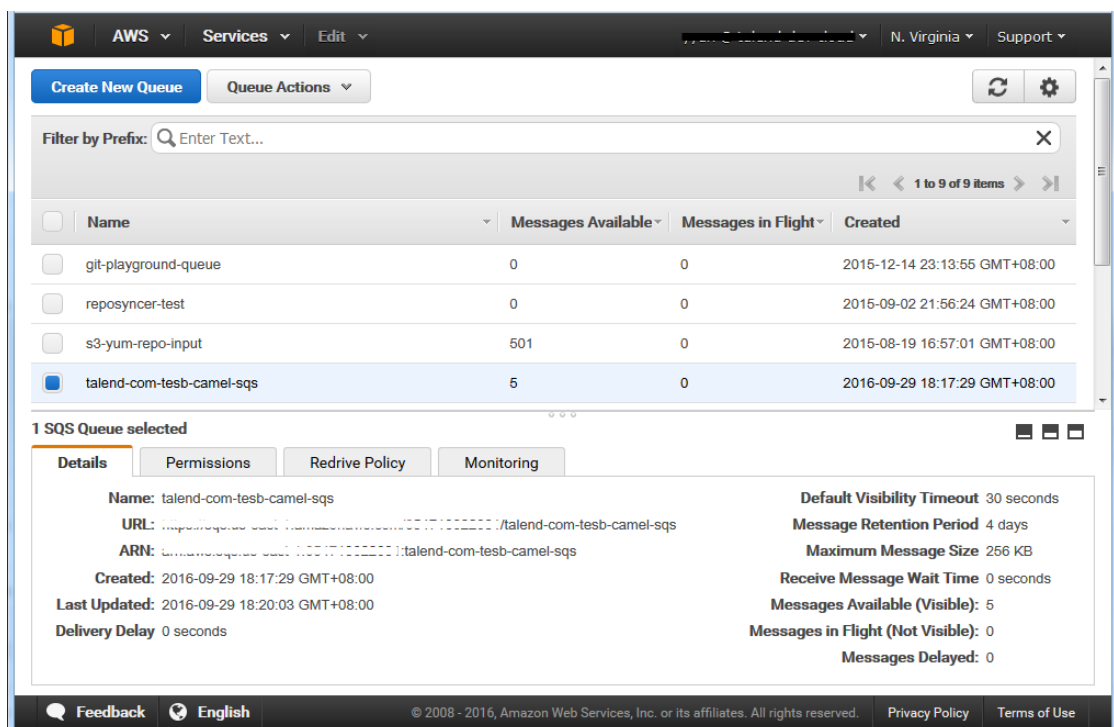 AWS Services Edit N. Virginia Support
Create New Queue Queue Actions
Filter by Prefix: Enter Text...
1 to 9 of 9 items
Name Messages Available Messages in Flight Created
git-playground-queue 0 0 2015-12-14 23:13:55 GMT+08:00
reposyncer-test 0 0 2015-09-02 21:56:24 GMT+08:00
s3-yum-repo-input 501 0 2015-08-19 16:57:01 GMT+08:00
talend-com-tesb-camel-sqs 5 0 2016-09-29 18:17:29 GMT+08:00
1 SQS Queue selected
Details Permissions Redrive Policy Monitoring
Name: talend-com-tesb-camel-sqs Default Visibility Timeout 30 seconds
URL: /talend-com-tesb-camel-sqs Message Retention Period 4 days
ARN: :talend-com-tesb-camel-sqs Maximum Message Size 256 KB
Created: 2016-09-29 18:17:29 GMT+08:00 Receive Message Wait Time 0 seconds
Last Updated: 2016-09-29 18:20:03 GMT+08:00 Messages Available (Visible): 5
Delivery Delay 0 seconds Messages in Flight (Not Visible): 0
Messages Delayed: 0
Feedback English © 2008 - 2016, Amazon Web Services, Inc. or its affiliates. All rights reserved. Privacy Policy Terms of Use